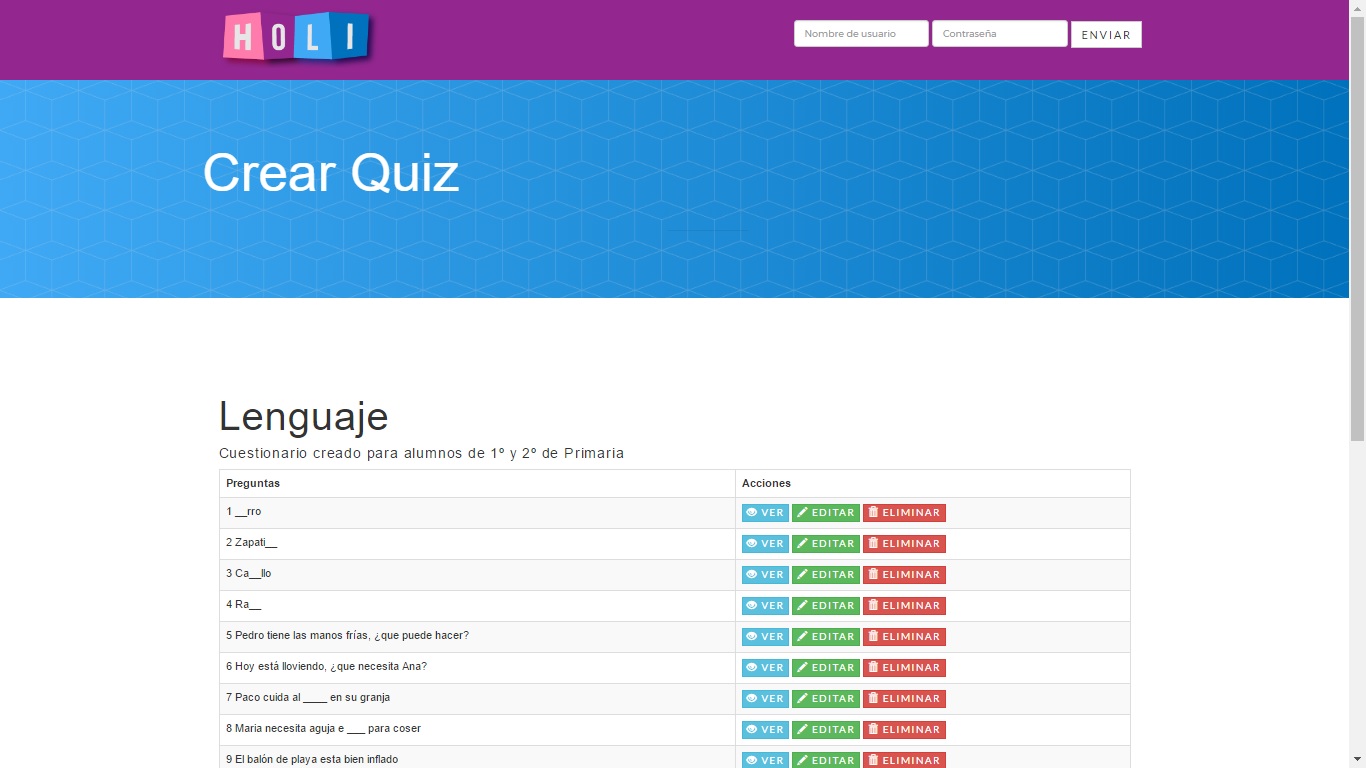 HOLI
Nombre de usuario Contraseña ENVIAR
Crear Quiz
Lenguaje
Cuestionario creado para alumnos de 1º y 2º de Primaria
Preguntas Acciones
1 __rro VER EDITAR ELIMINAR
2 Zapati__ VER EDITAR ELIMINAR
3 Ca__llo VER EDITAR ELIMINAR
4 Ra__ VER EDITAR ELIMINAR
5 Pedro tiene las manos frías, ¿que puede hacer? VER EDITAR ELIMINAR
6 Hoy está lloviendo, ¿que necesita Ana? VER EDITAR ELIMINAR
7 Paco cuida al ____ en su granja VER EDITAR ELIMINAR
8 Maria necesita aguja e ___ para coser VER EDITAR ELIMINAR
9 El balón de playa esta bien inflado VER EDITAR ELIMINAR